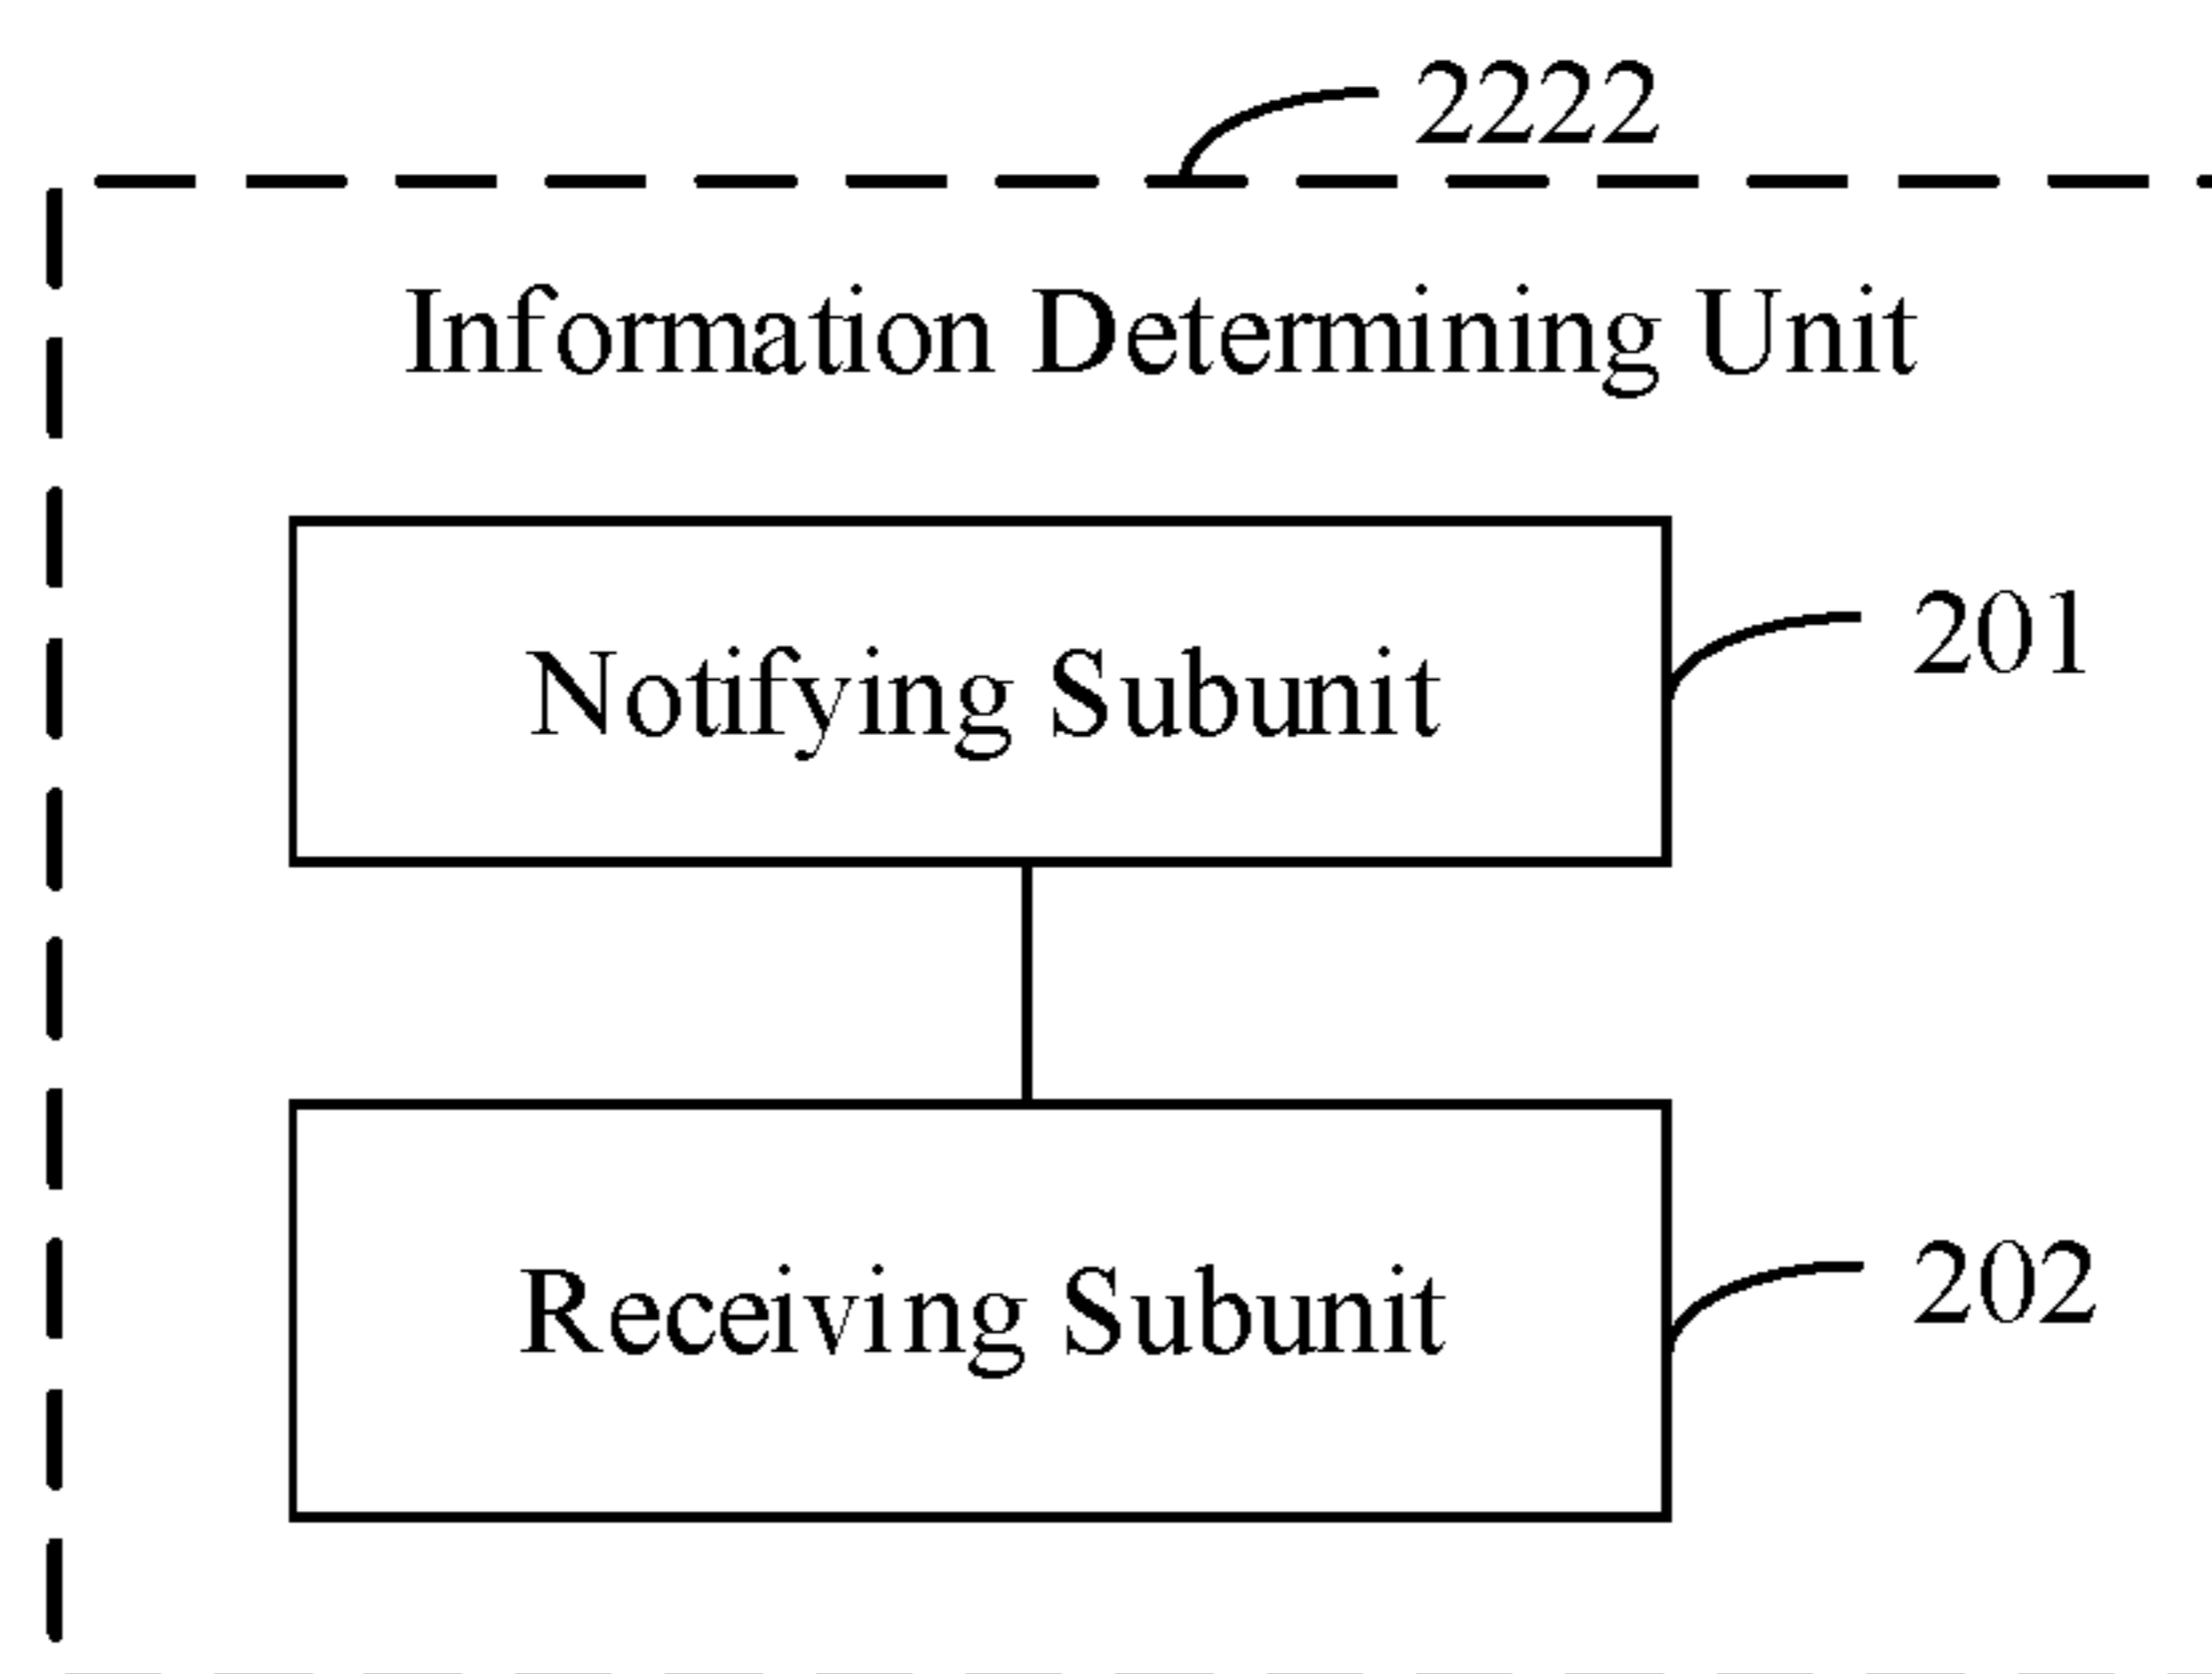 2222
Information Determining Unit
Notifying Subunit
201
Receiving Subunit
202